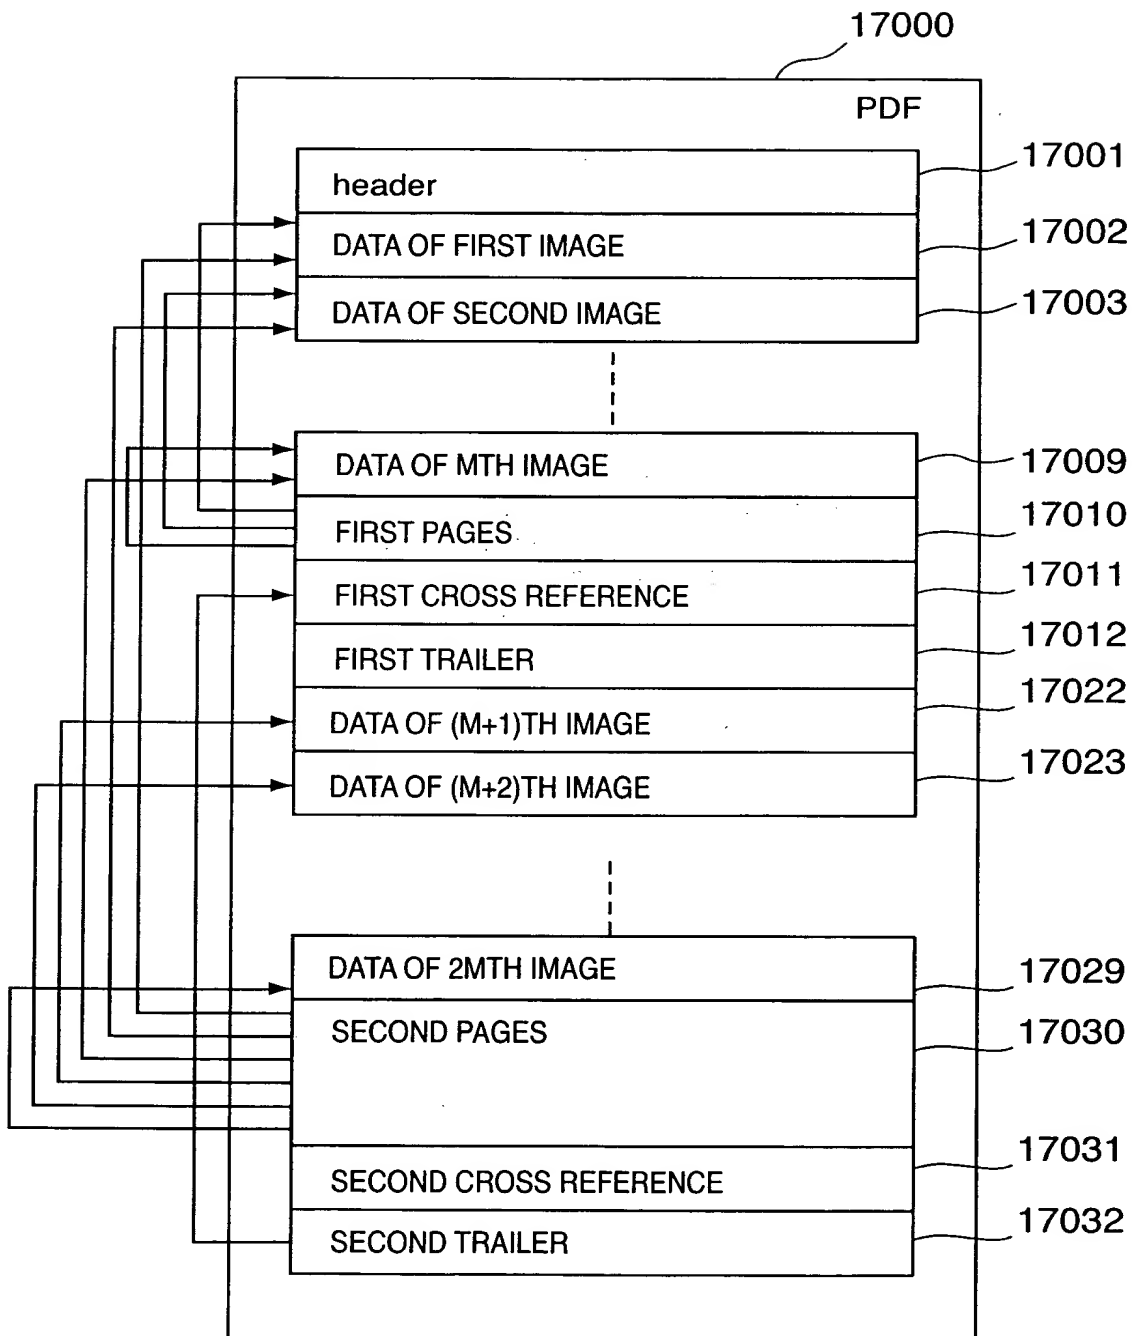 17000
PDF
header
17001
DATA OF FIRST IMAGE
17002
DATA OF SECOND IMAGE
17003
DATA OF MTH IMAGE
17009
FIRST PAGES
17010
FIRST CROSS REFERENCE
17011
FIRST TRAILER
17012
DATA OF (M+1)TH IMAGE
17022
DATA OF (M+2)TH IMAGE
17023
DATA OF 2MTH IMAGE
17029
SECOND PAGES
17030
SECOND CROSS REFERENCE
17031
SECOND TRAILER
17032